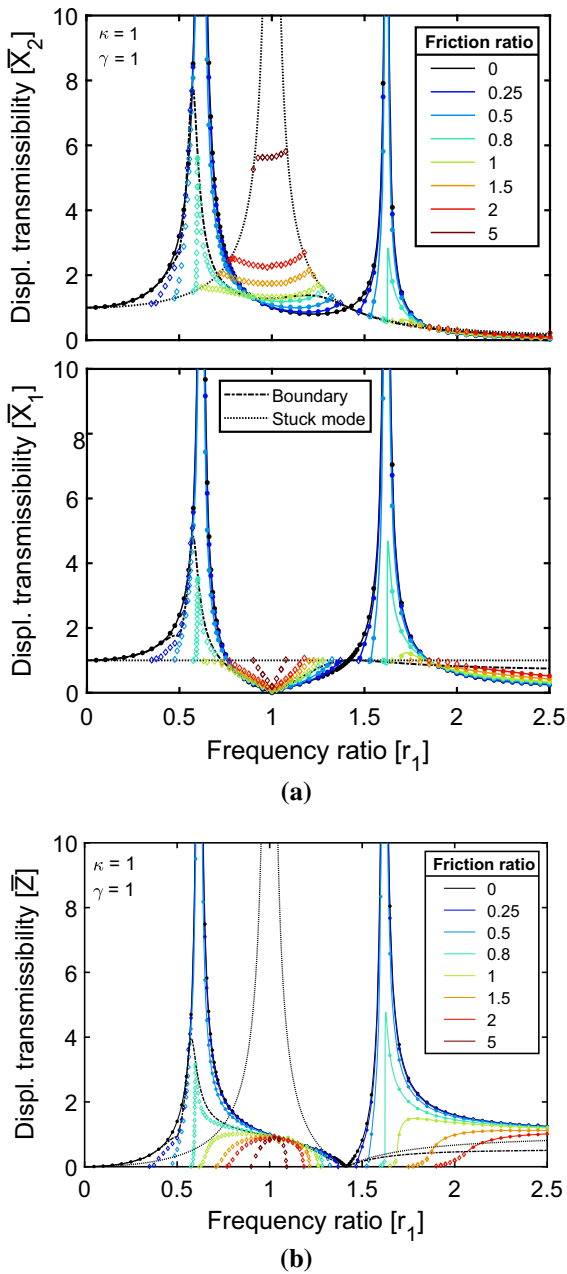 10
8
6
4
2
0
Displ. transmissibility [X̅₂]
κ = 1
γ = 1
Friction ratio
0
0.25
0.5
0.8
1
1.5
2
5
10
8
6
4
2
0
Displ. transmissibility [X̅₁]
Boundary
Stuck mode
0 0.5 1 1.5 2 2.5
Frequency ratio [r₁]
(a)
10
8
6
4
2
0
Displ. transmissibility [Z̅]
κ = 1
γ = 1
Friction ratio
0
0.25
0.5
0.8
1
1.5
2
5
0 0.5 1 1.5 2 2.5
Frequency ratio [r₁]
(b)